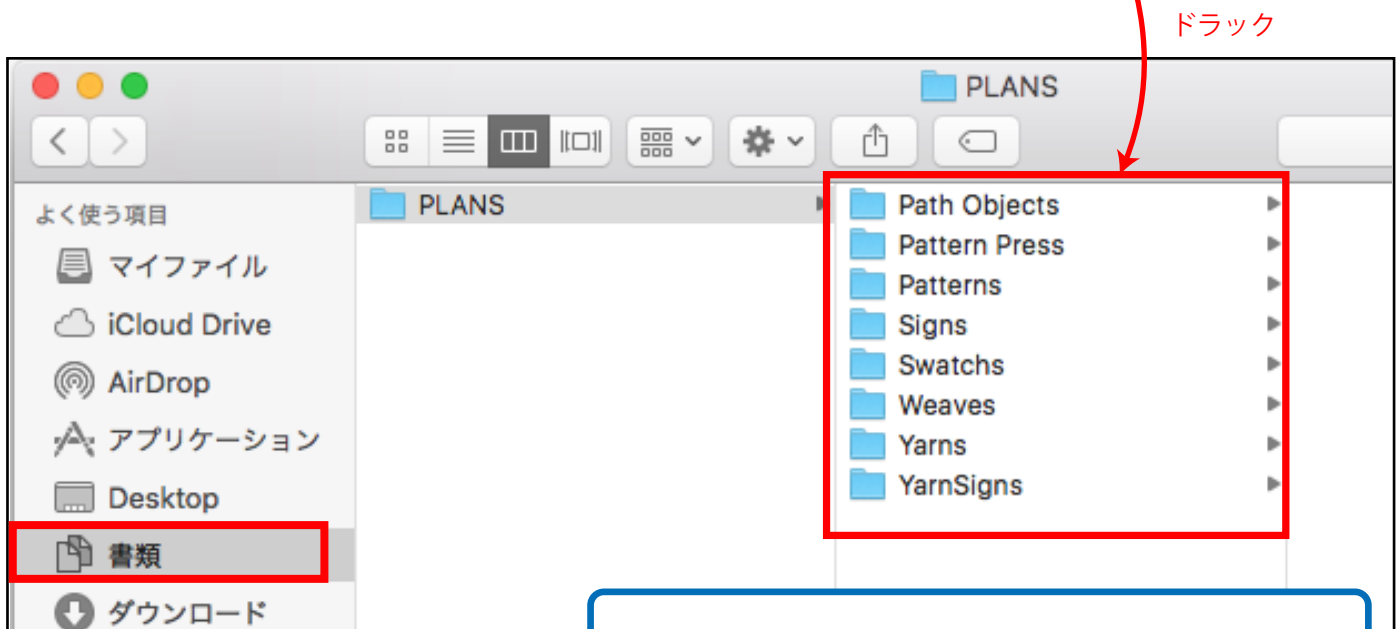 ドラック
PLANS
よく使う項目
マイファイル
iCloud Drive
AirDrop
アプリケーション
Desktop
書類
ダウンロード
PLANS
Path Objects
Pattern Press
Patterns
Signs
Swatchs
Weaves
Yarns
YarnSigns